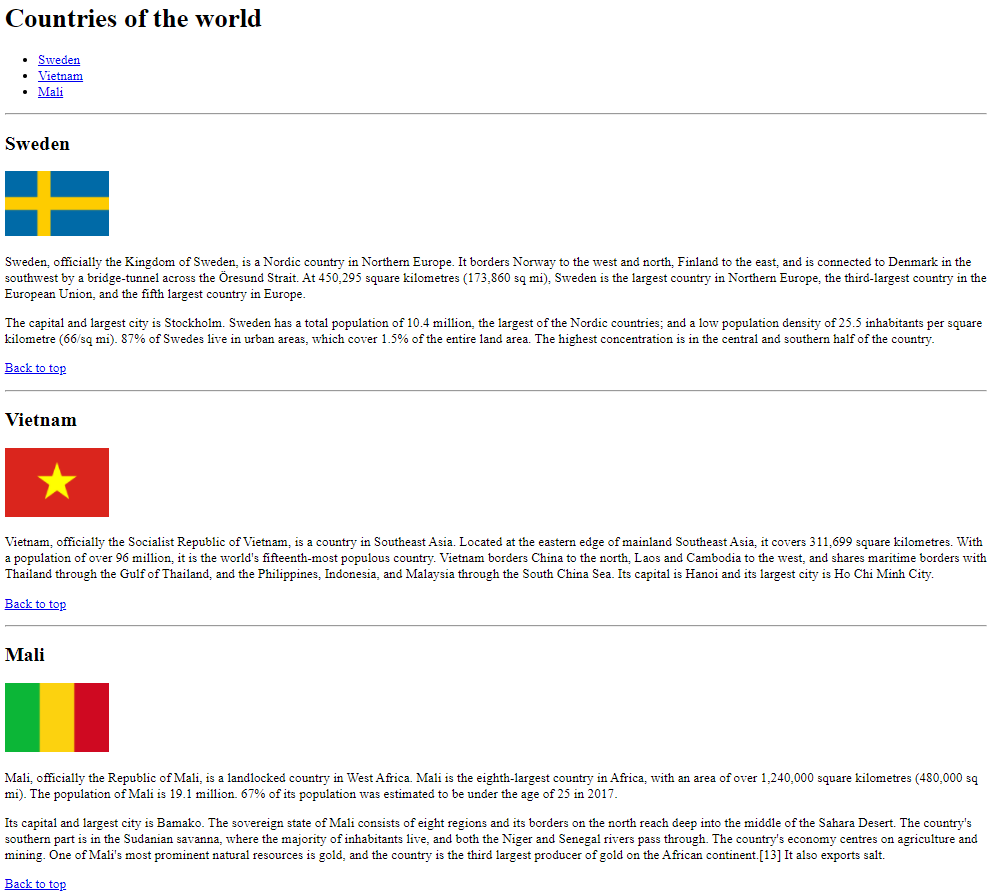 Countries of the world
Sweden
Vietnam
Mali
Sweden
Sweden, officially the Kingdom of Sweden, is a Nordic country in Northern Europe. It borders Norway to the west and north, Finland to the east, and is connected to Denmark in the
southwest by a bridge-tunnel across the Öresund Strait. At 450,295 square kilometres (173,860 sq mi), Sweden is the largest country in Northern Europe, the third-largest country in the
European Union, and the fifth largest country in Europe.
The capital and largest city is Stockholm. Sweden has a total population of 10.4 million, the largest of the Nordic countries; and a low population density of 25.5 inhabitants per square
kilometre (66/sq mi). 87% of Swedes live in urban areas, which cover 1.5% of the entire land area. The highest concentration is in the central and southern half of the country.
Back to top
Vietnam
Vietnam, officially the Socialist Republic of Vietnam, is a country in Southeast Asia. Located at the eastern edge of mainland Southeast Asia, it covers 311,699 square kilometres. With
a population of over 96 million, it is the world's fifteenth-most populous country. Vietnam borders China to the north, Laos and Cambodia to the west, and shares maritime borders with
Thailand through the Gulf of Thailand, and the Philippines, Indonesia, and Malaysia through the South China Sea. Its capital is Hanoi and its largest city is Ho Chi Minh City.
Back to top
Mali
Mali, officially the Republic of Mali, is a landlocked country in West Africa. Mali is the eighth-largest country in Africa, with an area of over 1,240,000 square kilometres (480,000 sq
mi). The population of Mali is 19.1 million. 67% of its population was estimated to be under the age of 25 in 2017.
Its capital and largest city is Bamako. The sovereign state of Mali consists of eight regions and its borders on the north reach deep into the middle of the Sahara Desert. The country's
southern part is in the Sudanian savanna, where the majority of inhabitants live, and both the Niger and Senegal rivers pass through. The country's economy centres on agriculture and
mining. One of Mali's most prominent natural resources is gold, and the country is the third largest producer of gold on the African continent.[13] It also exports salt.
Back to top